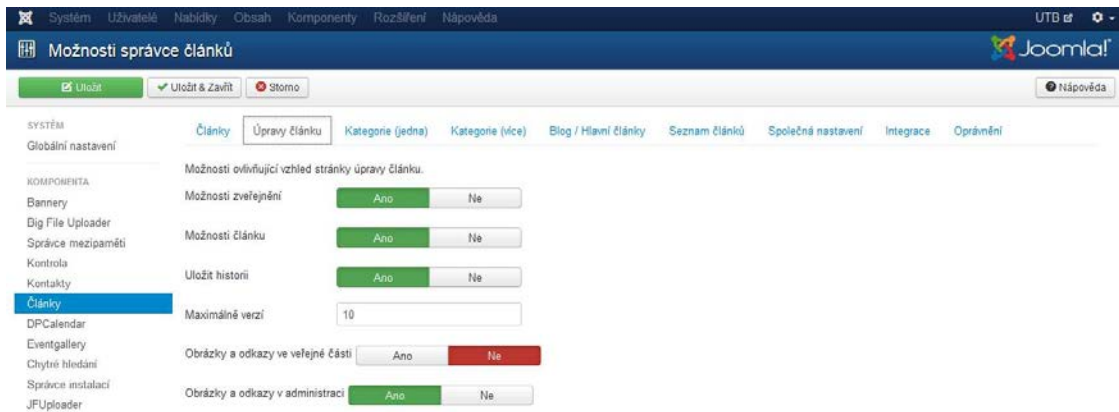 Systém Uživatelé Nabídky Obsah Komponenty Rozšíření Nápověda UTB
Možnosti správce článků Joomla!
Uložit Uložit & Zavřít Storno Nápověda
SYSTÉM
Globální nastavení
KOMPONENTA
Bannery
Big File Uploader
Správce mezipaměti
Kontrola
Kontakty
Články
DPCalendar
Eventgallery
Chytré hledání
Správce instalací
JFUploader
Články Úpravy článku Kategorie (jedna) Kategorie (více) Blog / Hlavní články Seznam článků Společná nastavení Integrace Oprávnění
Možnosti ovlivňující vzhled stránky úpravy článku.
Možnosti zveřejnění Ano Ne
Možnosti článku Ano Ne
Uložit historii Ano Ne
Maximálně verzí 10
Obrázky a odkazy ve veřejné části Ano Ne
Obrázky a odkazy v administraci Ano Ne